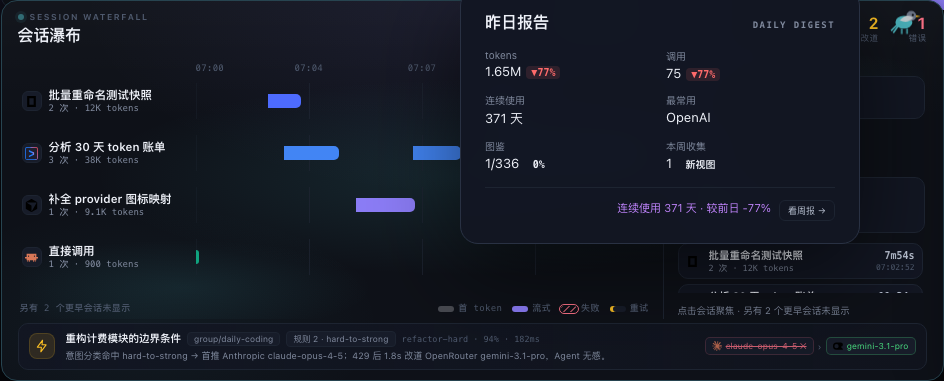 SESSION WATERFALL
会话瀑布
07:00 07:04 07:07
批量重命名测试快照
2 次 · 12K tokens
分析 30 天 token 账单
3 次 · 38K tokens
补全 provider 图标映射
1 次 · 9.1K tokens
直接调用
1 次 · 900 tokens
另有 2 个更早会话未显示
首 token 流式 失败 重试
昨日报告 DAILY DIGEST
tokens
1.65M ▼77%
调用
75 ▼77%
连续使用
371 天
最常用
OpenAI
图鉴
1/336 0%
本周收集
1 新视图
连续使用 371 天 · 较前日 -77% 看周报 →
2 1
改道 错误
批量重命名测试快照 7m54s
2 次 · 12K tokens 07:02:52
点击会话聚焦 · 另有 2 个更早会话未显示
重构计费模块的边界条件 group/daily-coding 规则 2 · hard-to-strong refactor-hard · 94% · 182ms
意图分类命中 hard-to-strong → 首推 Anthropic claude-opus-4-5；429 后 1.8s 改道 OpenRouter gemini-3.1-pro，Agent 无感。
claude-opus-4-5 × › gemini-3.1-pro